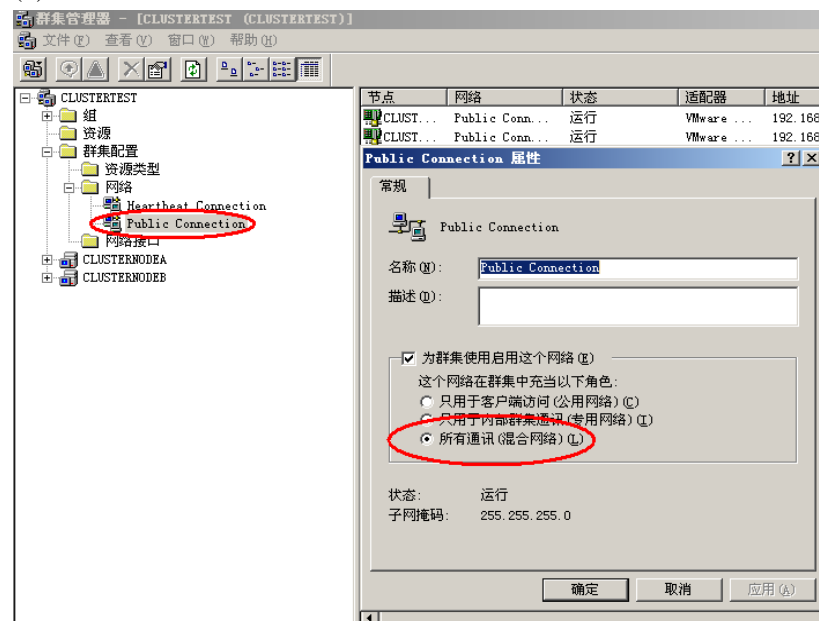 群集管理器 - [CLUSTERTEST (CLUSTERTEST)]
文件(F) 查看(V) 窗口(W) 帮助(H)
CLUSTERTEST
组
资源
群集配置
资源类型
网络
Heartbeat Connection
Public Connection
网络接口
CLUSTERNODEA
CLUSTERNODEB
节点 网络 状态 适配器 地址
CLUST... Public Conn... 运行 VMware ... 192.168
CLUST... Public Conn... 运行 VMware ... 192.168
Public Connection 属性
常规
Public Connection
名称(N): Public Connection
描述(D):
为群集使用启用这个网络(E)
这个网络在群集中充当以下角色:
只用于客户端访问(公用网络)(C)
只用于内部群集通讯(专用网络)(I)
所有通讯(混合网络)(L)
状态: 运行
子网掩码: 255.255.255.0
确定 取消 应用(A)